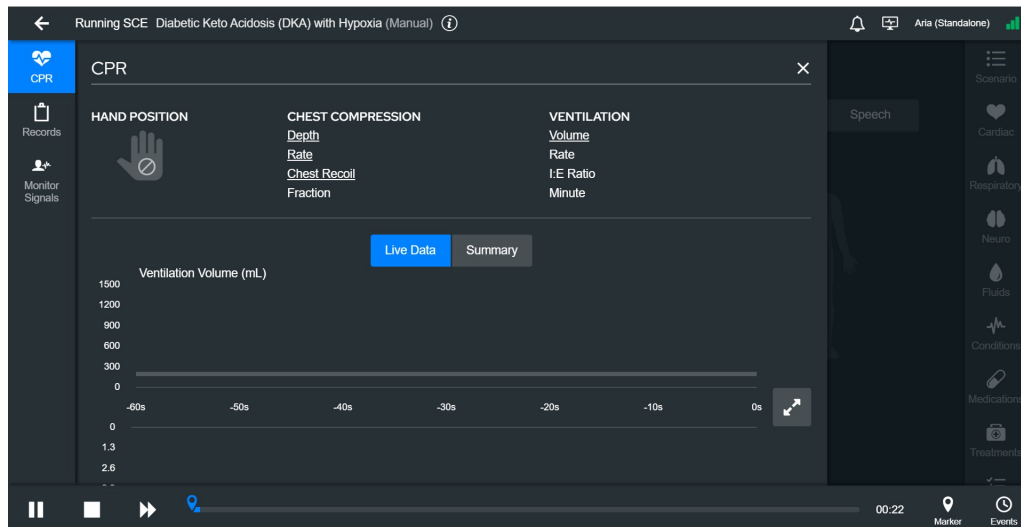 Running SCE Diabetic Keto Acidosis (DKA) with Hypoxia (Manual) i
Aria (Standalone)
CPR
Records
Monitor
Signals
CPR
HAND POSITION
CHEST COMPRESSION
Depth
Rate
Chest Recoil
Fraction
VENTILATION
Volume
Rate
I:E Ratio
Minute
Live Data
Summary
Ventilation Volume (mL)
1500
1200
900
600
300
0
-60s -50s -40s -30s -20s -10s 0s
0
1.3
2.6
Speech
Scenario
Cardiac
Respiratory
Neuro
Fluids
Conditions
Medications
Treatments
00:22
Marker
Events